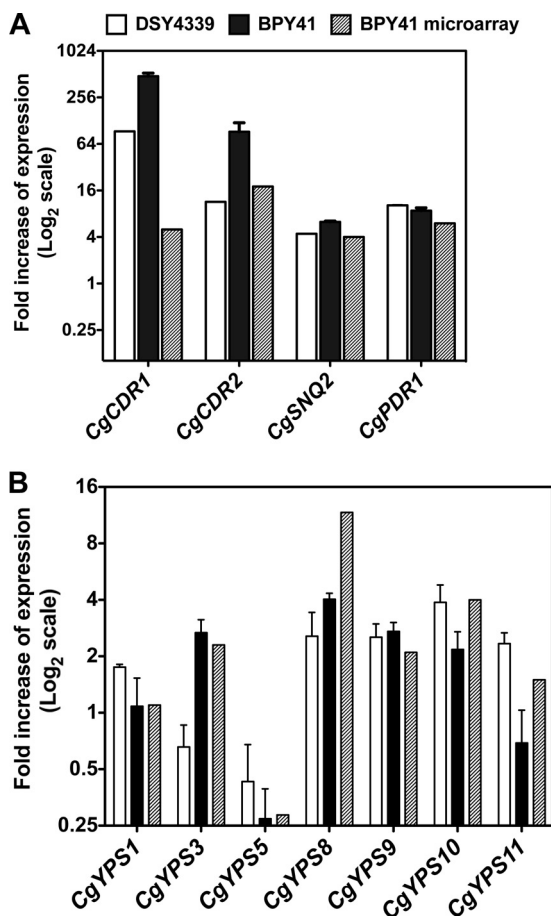 A
DSY4339 BPY41 BPY41 microarray
Fold increase of expression
(Log2 scale)
1024
256
64
16
4
1
0.25
CgCDR1
CgCDR2
CgSNQ2
CgPDR1
B
Fold increase of expression
(Log2 scale)
16
8
4
2
1
0.5
0.25
CgYPS1
CgYPS3
CgYPS5
CgYPS8
CgYPS9
CgYPS10
CgYPS11